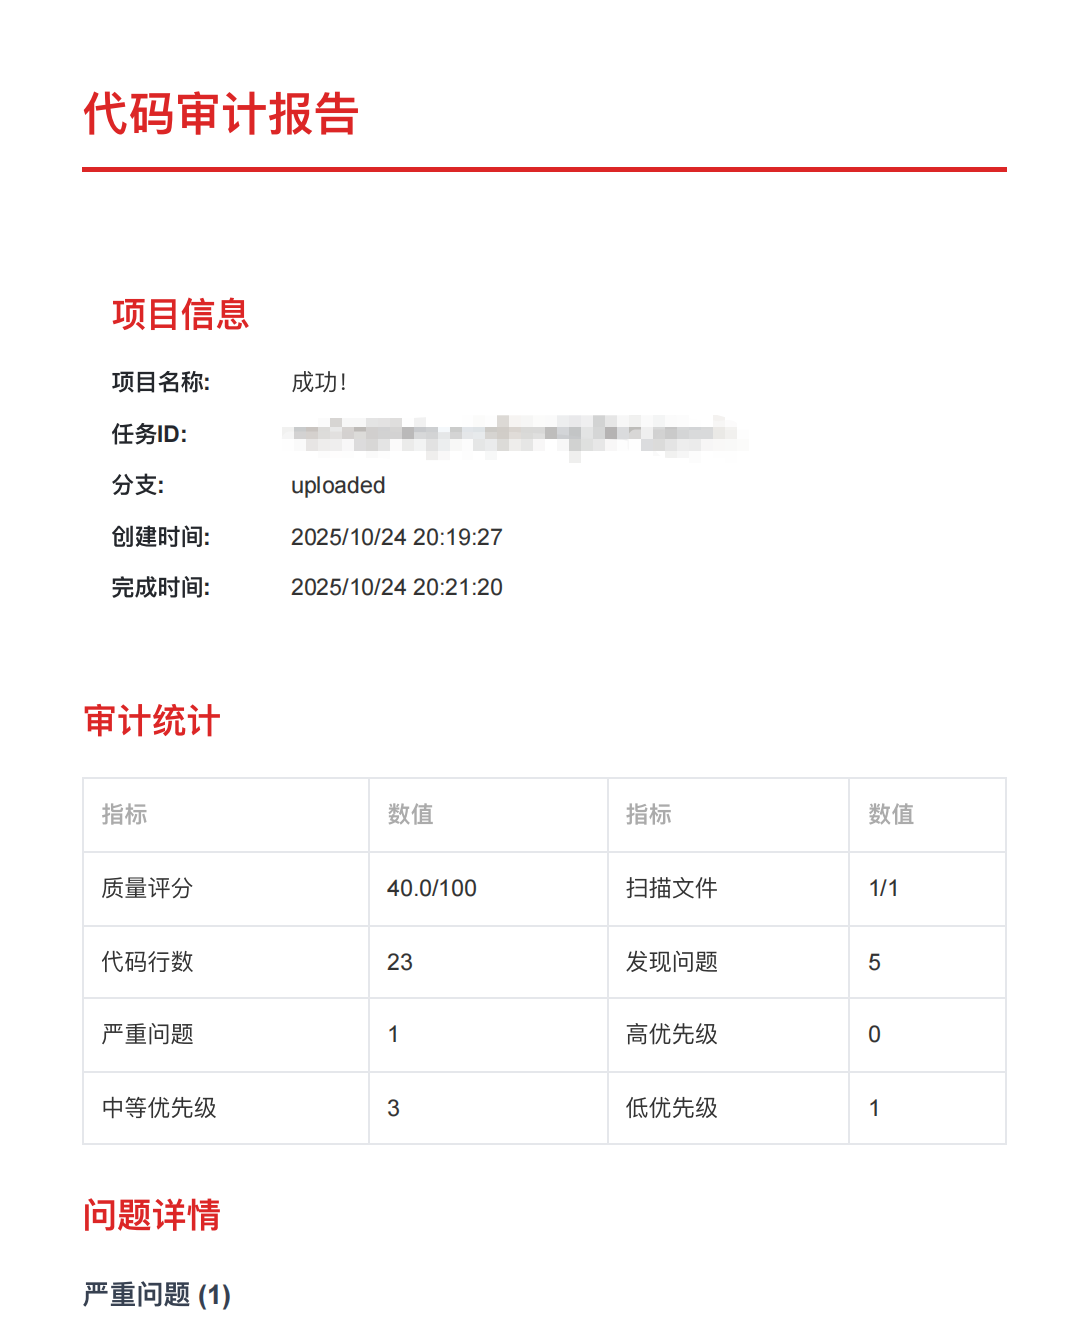 代码审计报告
项目信息
项目名称: 成功！
任务ID:
分支: uploaded
创建时间: 2025/10/24 20:19:27
完成时间: 2025/10/24 20:21:20
审计统计
指标 数值 指标 数值
质量评分 40.0/100 扫描文件 1/1
代码行数 23 发现问题 5
严重问题 1 高优先级 0
中等优先级 3 低优先级 1
问题详情
严重问题 (1)